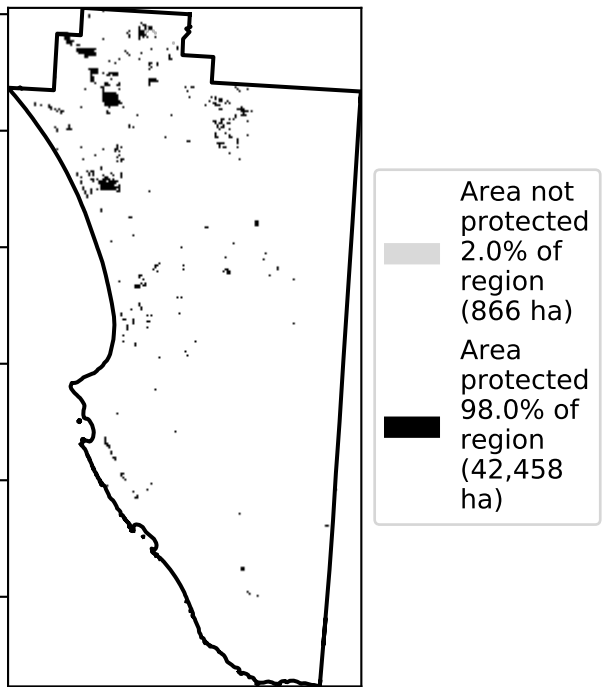 Area not
protected
2.0% of
region
(866 ha)
Area
protected
98.0% of
region
(42,458
ha)